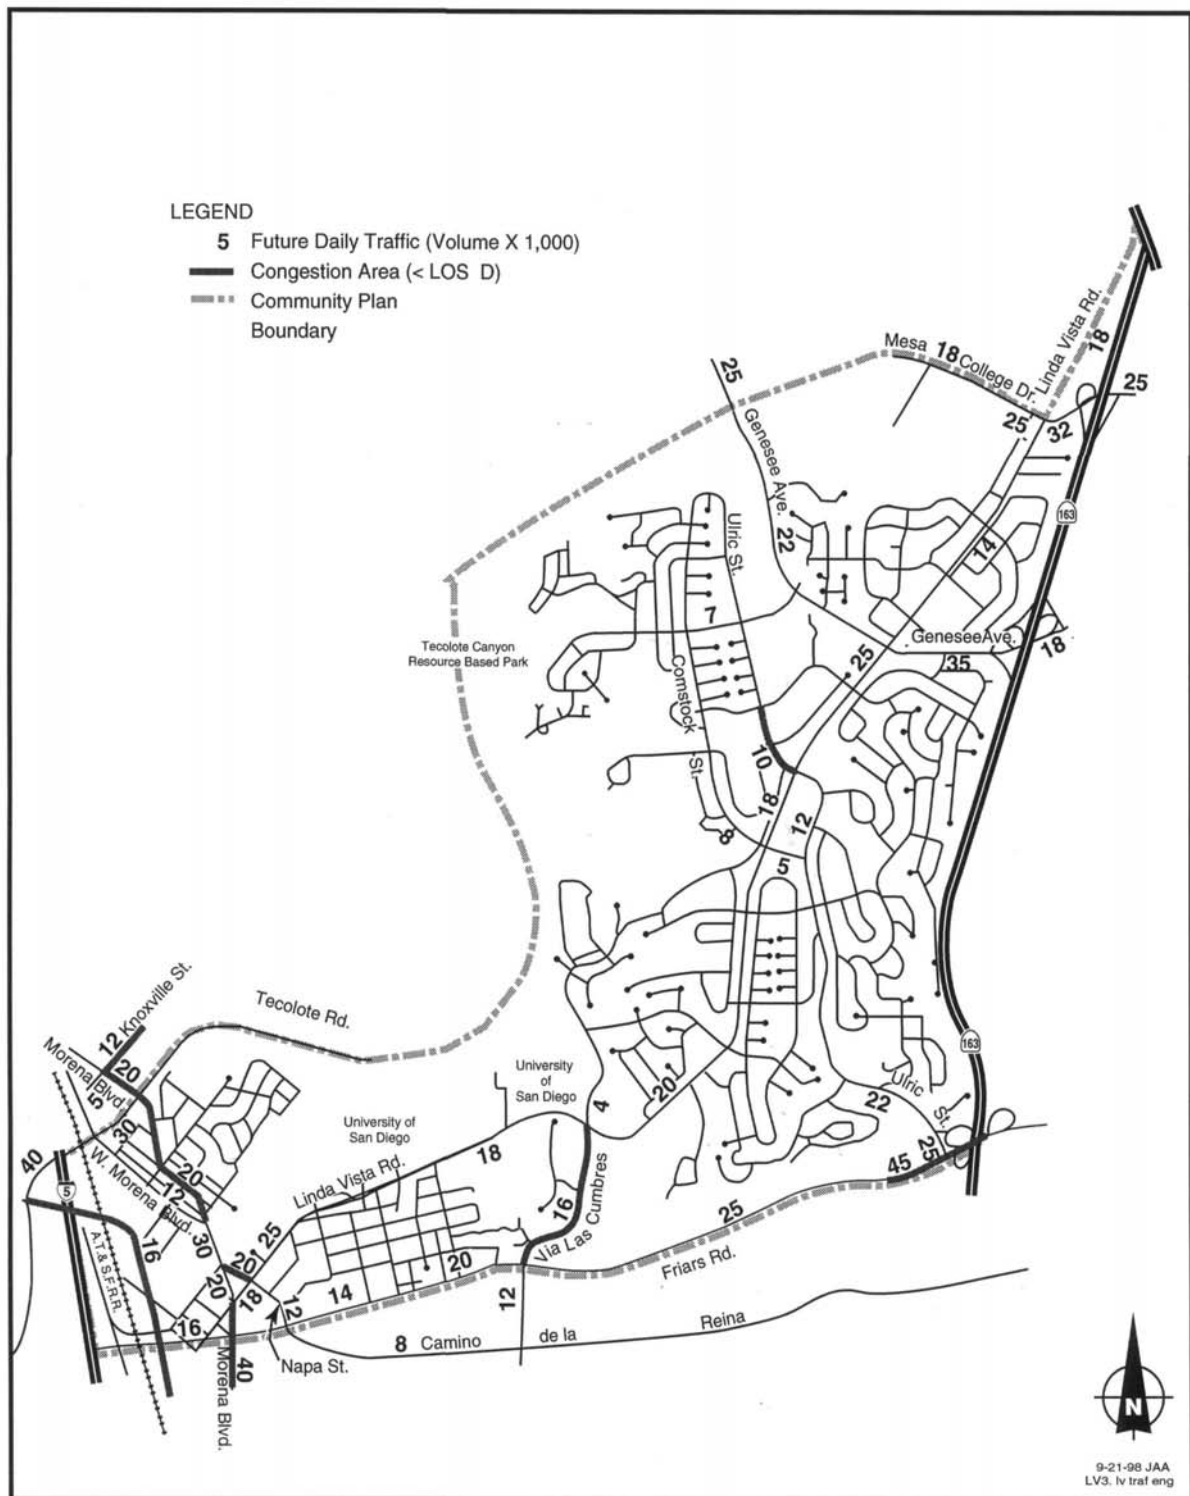 LEGEND
5 Future Daily Traffic (Volume X 1,000)
Congestion Area (< LOS D)
Community Plan
Boundary
Mesa 18 College Dr.
Linda Vista Rd.
18
25
25
25
32
Genesee Ave.
163
22
Ulric St.
14
7
Genesee Ave.
18
Tecolote Canyon
Resource Based Park
25
35
Comstock St.
10
18
12
8
5
Knoxville St.
12
Tecolote Rd.
20
Morena Blvd.
5
163
University
of
San Diego
20
4
22
Ulric St.
30
University of
San Diego
18
25
40
W. Morena Blvd.
20
12
45
5
Linda Vista Rd.
16
Via Las Cumbres
25
30
25
16
A.T.& S.F.R.R.
20
20
Friars Rd.
20
18
12
14
12
16
8 Camino de la Reina
Napa St.
40
Morena Blvd.
N
9-21-98 JAA
LV3. lv traf eng